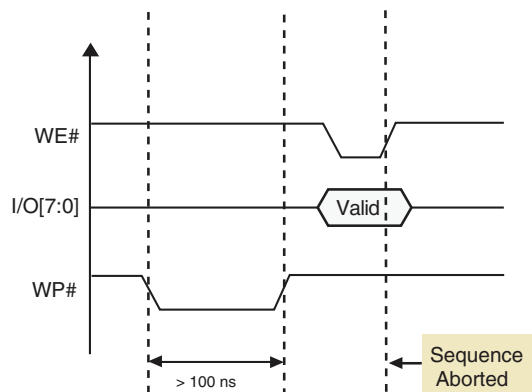 WE#
I/O[7:0]
Valid
WP#
> 100 ns
Sequence
Aborted